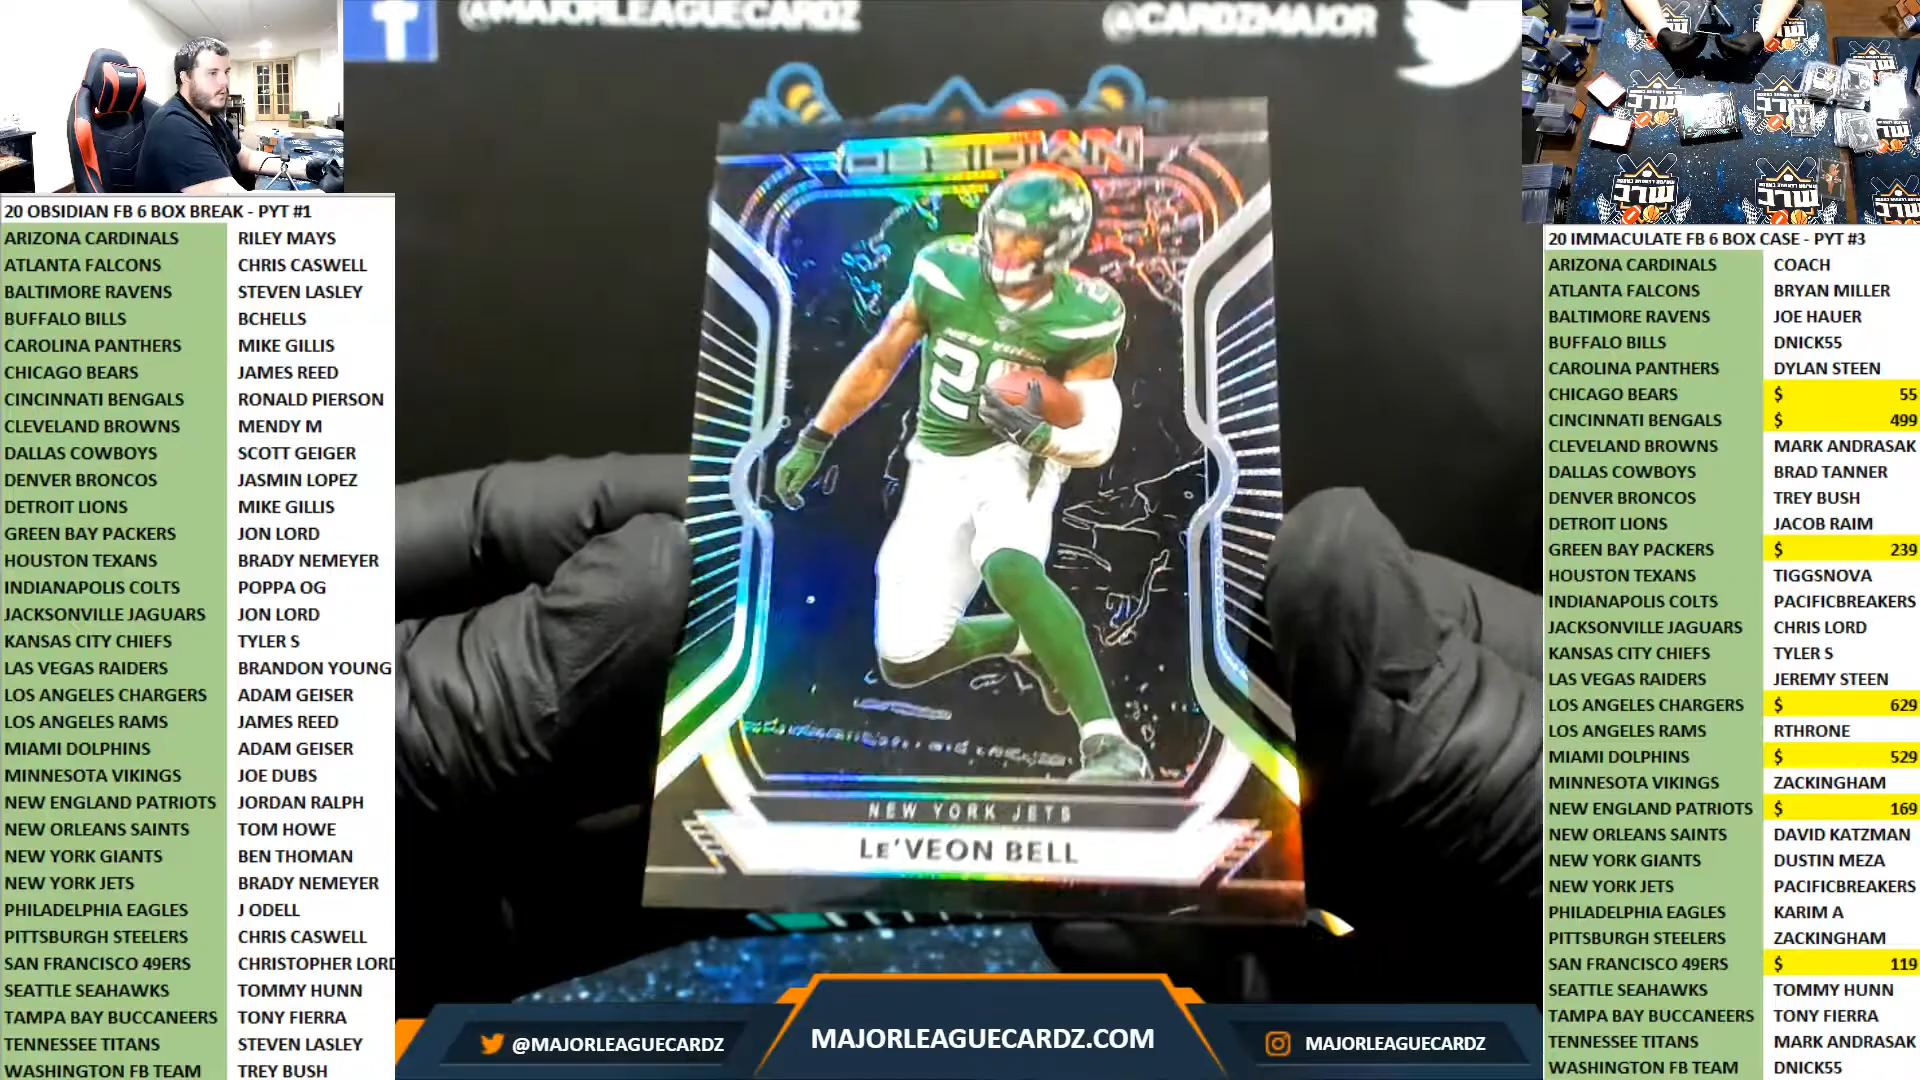 @MAJORLEAGUECARDZ
@CARDZMAJOR
20 OBSIDIAN FB 6 BOX BREAK - PYT #1
ARIZONA CARDINALS RILEY MAYS
ATLANTA FALCONS CHRIS CASWELL
BALTIMORE RAVENS STEVEN LASLEY
BUFFALO BILLS BCHELLS
CAROLINA PANTHERS MIKE GILLIS
CHICAGO BEARS JAMES REED
CINCINNATI BENGALS RONALD PIERSON
CLEVELAND BROWNS MENDY M
DALLAS COWBOYS SCOTT GEIGER
DENVER BRONCOS JASMIN LOPEZ
DETROIT LIONS MIKE GILLIS
GREEN BAY PACKERS JON LORD
HOUSTON TEXANS BRADY NEMEYER
INDIANAPOLIS COLTS POPPA OG
JACKSONVILLE JAGUARS JON LORD
KANSAS CITY CHIEFS TYLER S
LAS VEGAS RAIDERS BRANDON YOUNG
LOS ANGELES CHARGERS ADAM GEISER
LOS ANGELES RAMS JAMES REED
MIAMI DOLPHINS ADAM GEISER
MINNESOTA VIKINGS JOE DUBS
NEW ENGLAND PATRIOTS JORDAN RALPH
NEW ORLEANS SAINTS TOM HOWE
NEW YORK GIANTS BEN THOMAN
NEW YORK JETS BRADY NEMEYER
PHILADELPHIA EAGLES J ODELL
PITTSBURGH STEELERS CHRIS CASWELL
SAN FRANCISCO 49ERS CHRISTOPHER LORD
SEATTLE SEAHAWKS TOMMY HUNN
TAMPA BAY BUCCANEERS TONY FIERRA
TENNESSEE TITANS STEVEN LASLEY
WASHINGTON FB TEAM TREY BUSH
OBSIDIAN
NEW YORK
NEW YORK JETS
LE'VEON BELL
@MAJORLEAGUECARDZ
MAJORLEAGUECARDZ.COM
MAJORLEAGUECARDZ
20 IMMACULATE FB 6 BOX CASE - PYT #3
ARIZONA CARDINALS COACH
ATLANTA FALCONS BRYAN MILLER
BALTIMORE RAVENS JOE HAUER
BUFFALO BILLS DNICK55
CAROLINA PANTHERS DYLAN STEEN
CHICAGO BEARS $ 55
CINCINNATI BENGALS $ 499
CLEVELAND BROWNS MARK ANDRASAK
DALLAS COWBOYS BRAD TANNER
DENVER BRONCOS TREY BUSH
DETROIT LIONS JACOB RAIM
GREEN BAY PACKERS $ 239
HOUSTON TEXANS TIGGSNOVA
INDIANAPOLIS COLTS PACIFICBREAKERS
JACKSONVILLE JAGUARS CHRIS LORD
KANSAS CITY CHIEFS TYLER S
LAS VEGAS RAIDERS JEREMY STEEN
LOS ANGELES CHARGERS $ 629
LOS ANGELES RAMS RTHRONE
MIAMI DOLPHINS $ 529
MINNESOTA VIKINGS ZACKINGHAM
NEW ENGLAND PATRIOTS $ 169
NEW ORLEANS SAINTS DAVID KATZMAN
NEW YORK GIANTS DUSTIN MEZA
NEW YORK JETS PACIFICBREAKERS
PHILADELPHIA EAGLES KARIM A
PITTSBURGH STEELERS ZACKINGHAM
SAN FRANCISCO 49ERS $ 119
SEATTLE SEAHAWKS TOMMY HUNN
TAMPA BAY BUCCANEERS TONY FIERRA
TENNESSEE TITANS MARK ANDRASAK
WASHINGTON FB TEAM DNICK55